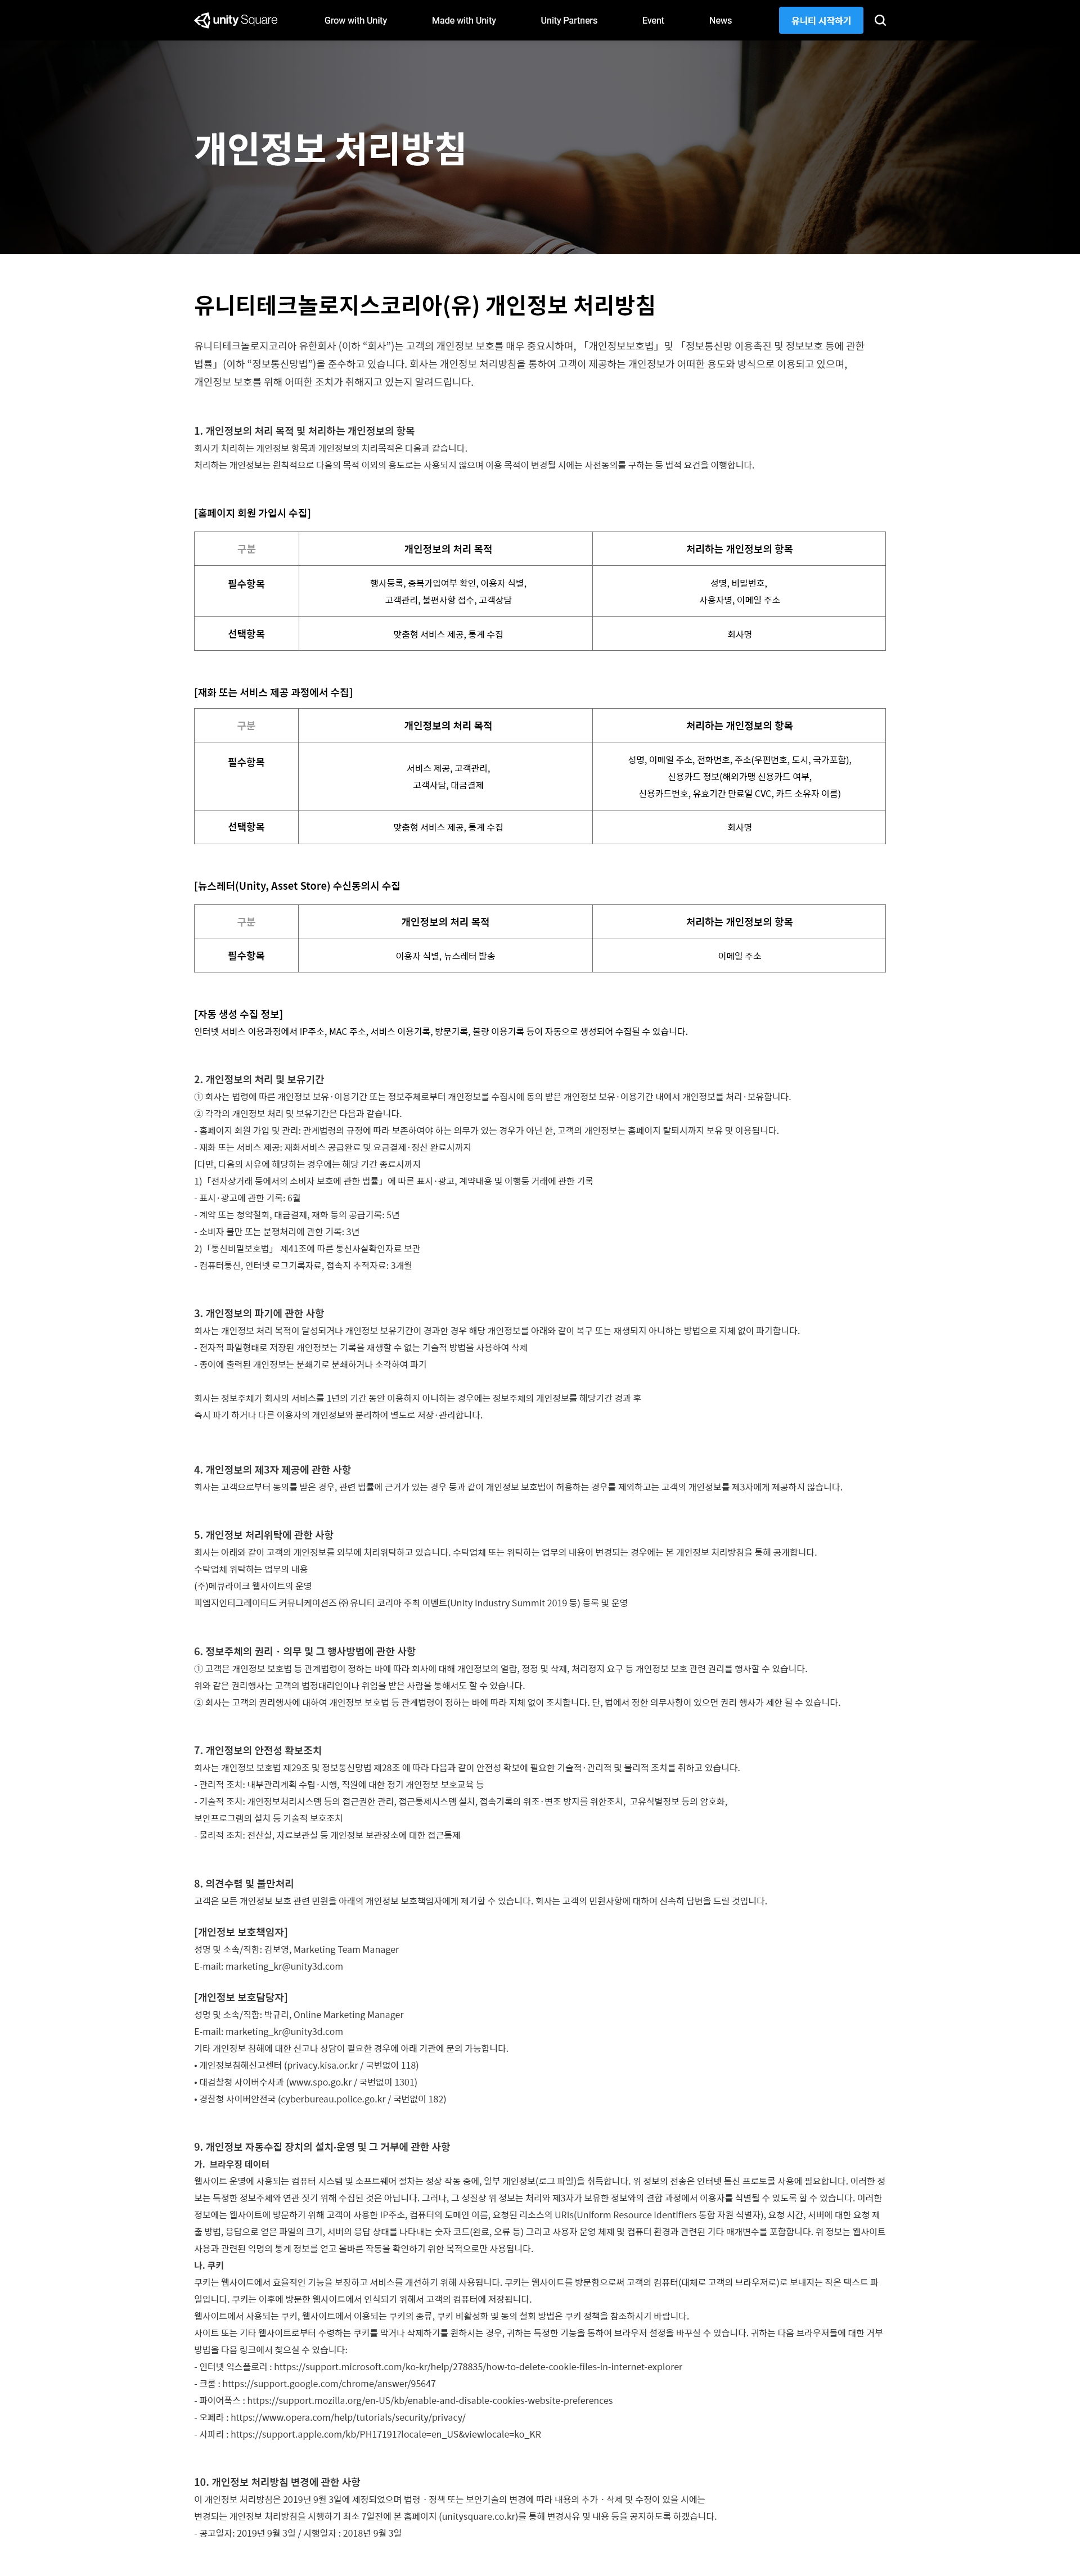 unity Square
Grow with Unity
Made with Unity
Unity Partners
Event
News
유니티 시작하기
개인정보 처리방침
유니티테크놀로지스코리아(유) 개인정보 처리방침
유니티테크놀로지코리아 유한회사 (이하 “회사”)는 고객의 개인정보 보호를 매우 중요시하며, 「개인정보보호법」및 「정보통신망 이용촉진 및 정보보호 등에 관한
법률」(이하 “정보통신망법”)을 준수하고 있습니다. 회사는 개인정보 처리방침을 통하여 고객이 제공하는 개인정보가 어떠한 용도와 방식으로 이용되고 있으며,
개인정보 보호를 위해 어떠한 조치가 취해지고 있는지 알려드립니다.
1. 개인정보의 처리 목적 및 처리하는 개인정보의 항목
회사가 처리하는 개인정보 항목과 개인정보의 처리목적은 다음과 같습니다.
처리하는 개인정보는 원칙적으로 다음의 목적 이외의 용도로는 사용되지 않으며 이용 목적이 변경될 시에는 사전동의를 구하는 등 법적 요건을 이행합니다.
[홈페이지 회원 가입시 수집]
구분
개인정보의 처리 목적
처리하는 개인정보의 항목
필수항목
행사등록, 중복가입여부 확인, 이용자 식별,
고객관리, 불편사항 접수, 고객상담
성명, 비밀번호,
사용자명, 이메일 주소
선택항목
맞춤형 서비스 제공, 통계 수집
회사명
[재화 또는 서비스 제공 과정에서 수집]
구분
개인정보의 처리 목적
처리하는 개인정보의 항목
필수항목
서비스 제공, 고객관리,
고객사담, 대금결제
성명, 이메일 주소, 전화번호, 주소(우편번호, 도시, 국가포함),
신용카드 정보(해외가맹 신용카드 여부,
신용카드번호, 유효기간 만료일 CVC, 카드 소유자 이름)
선택항목
맞춤형 서비스 제공, 통계 수집
회사명
[뉴스레터(Unity, Asset Store) 수신동의시 수집
구분
개인정보의 처리 목적
처리하는 개인정보의 항목
필수항목
이용자 식별, 뉴스레터 발송
이메일 주소
[자동 생성 수집 정보]
인터넷 서비스 이용과정에서 IP주소, MAC 주소, 서비스 이용기록, 방문기록, 불량 이용기록 등이 자동으로 생성되어 수집될 수 있습니다.
2. 개인정보의 처리 및 보유기간
① 회사는 법령에 따른 개인정보 보유·이용기간 또는 정보주체로부터 개인정보를 수집시에 동의 받은 개인정보 보유·이용기간 내에서 개인정보를 처리·보유합니다.
② 각각의 개인정보 처리 및 보유기간은 다음과 같습니다.
- 홈페이지 회원 가입 및 관리: 관계법령의 규정에 따라 보존하여야 하는 의무가 있는 경우가 아닌 한, 고객의 개인정보는 홈페이지 탈퇴시까지 보유 및 이용됩니다.
- 재화 또는 서비스 제공: 재화서비스 공급완료 및 요금결제·정산 완료시까지
[다만, 다음의 사유에 해당하는 경우에는 해당 기간 종료시까지
1)「전자상거래 등에서의 소비자 보호에 관한 법률」에 따른 표시·광고, 계약내용 및 이행등 거래에 관한 기록
- 표시·광고에 관한 기록: 6월
- 계약 또는 청약철회, 대금결제, 재화 등의 공급기록: 5년
- 소비자 불만 또는 분쟁처리에 관한 기록: 3년
2)「통신비밀보호법」 제41조에 따른 통신사실확인자료 보관
- 컴퓨터통신, 인터넷 로그기록자료, 접속지 추적자료: 3개월
3. 개인정보의 파기에 관한 사항
회사는 개인정보 처리 목적이 달성되거나 개인정보 보유기간이 경과한 경우 해당 개인정보를 아래와 같이 복구 또는 재생되지 아니하는 방법으로 지체 없이 파기합니다.
- 전자적 파일형태로 저장된 개인정보는 기록을 재생할 수 없는 기술적 방법을 사용하여 삭제
- 종이에 출력된 개인정보는 분쇄기로 분쇄하거나 소각하여 파기
회사는 정보주체가 회사의 서비스를 1년의 기간 동안 이용하지 아니하는 경우에는 정보주체의 개인정보를 해당기간 경과 후
즉시 파기 하거나 다른 이용자의 개인정보와 분리하여 별도로 저장·관리합니다.
4. 개인정보의 제3자 제공에 관한 사항
회사는 고객으로부터 동의를 받은 경우, 관련 법률에 근거가 있는 경우 등과 같이 개인정보 보호법이 허용하는 경우를 제외하고는 고객의 개인정보를 제3자에게 제공하지 않습니다.
5. 개인정보 처리위탁에 관한 사항
회사는 아래와 같이 고객의 개인정보를 외부에 처리위탁하고 있습니다. 수탁업체 또는 위탁하는 업무의 내용이 변경되는 경우에는 본 개인정보 처리방침을 통해 공개합니다.
수탁업체 위탁하는 업무의 내용
(주)메큐라이크 웹사이트의 운영
피엠지인티그레이티드 커뮤니케이션즈 ㈜ 유니티 코리아 주최 이벤트(Unity Industry Summit 2019 등) 등록 및 운영
6. 정보주체의 권리 · 의무 및 그 행사방법에 관한 사항
① 고객은 개인정보 보호법 등 관계법령이 정하는 바에 따라 회사에 대해 개인정보의 열람, 정정 및 삭제, 처리정지 요구 등 개인정보 보호 관련 권리를 행사할 수 있습니다.
위와 같은 권리행사는 고객의 법정대리인이나 위임을 받은 사람을 통해서도 할 수 있습니다.
② 회사는 고객의 권리행사에 대하여 개인정보 보호법 등 관계법령이 정하는 바에 따라 지체 없이 조치합니다. 단, 법에서 정한 의무사항이 있으면 권리 행사가 제한 될 수 있습니다.
7. 개인정보의 안전성 확보조치
회사는 개인정보 보호법 제29조 및 정보통신망법 제28조 에 따라 다음과 같이 안전성 확보에 필요한 기술적·관리적 및 물리적 조치를 취하고 있습니다.
- 관리적 조치: 내부관리계획 수립·시행, 직원에 대한 정기 개인정보 보호교육 등
- 기술적 조치: 개인정보처리시스템 등의 접근권한 관리, 접근통제시스템 설치, 접속기록의 위조·변조 방지를 위한조치, 고유식별정보 등의 암호화,
보안프로그램의 설치 등 기술적 보호조치
- 물리적 조치: 전산실, 자료보관실 등 개인정보 보관장소에 대한 접근통제
8. 의견수렴 및 불만처리
고객은 모든 개인정보 보호 관련 민원을 아래의 개인정보 보호책임자에게 제기할 수 있습니다. 회사는 고객의 민원사항에 대하여 신속히 답변을 드릴 것입니다.
[개인정보 보호책임자]
성명 및 소속/직함: 김보영, Marketing Team Manager
E-mail: marketing_kr@unity3d.com
[개인정보 보호담당자]
성명 및 소속/직함: 박규리, Online Marketing Manager
E-mail: marketing_kr@unity3d.com
기타 개인정보 침해에 대한 신고나 상담이 필요한 경우에 아래 기관에 문의 가능합니다.
• 개인정보침해신고센터 (privacy.kisa.or.kr / 국번없이 118)
• 대검찰청 사이버수사과 (www.spo.go.kr / 국번없이 1301)
• 경찰청 사이버안전국 (cyberbureau.police.go.kr / 국번없이 182)
9. 개인정보 자동수집 장치의 설치·운영 및 그 거부에 관한 사항
가. 브라우징 데이터
웹사이트 운영에 사용되는 컴퓨터 시스템 및 소프트웨어 절차는 정상 작동 중에, 일부 개인정보(로그 파일)을 취득합니다. 위 정보의 전송은 인터넷 통신 프로토콜 사용에 필요합니다. 이러한 정
보는 특정한 정보주체와 연관 짓기 위해 수집된 것은 아닙니다. 그러나, 그 성질상 위 정보는 처리와 제3자가 보유한 정보와의 결합 과정에서 이용자를 식별될 수 있도록 할 수 있습니다. 이러한
정보에는 웹사이트에 방문하기 위해 고객이 사용한 IP주소, 컴퓨터의 도메인 이름, 요청된 리소스의 URIs(Uniform Resource Identifiers 통합 자원 식별자), 요청 시간, 서버에 대한 요청 제
출 방법, 응답으로 얻은 파일의 크기, 서버의 응답 상태를 나타내는 숫자 코드(완료, 오류 등) 그리고 사용자 운영 체제 및 컴퓨터 환경과 관련된 기타 매개변수를 포함합니다. 위 정보는 웹사이트
사용과 관련된 익명의 통계 정보를 얻고 올바른 작동을 확인하기 위한 목적으로만 사용됩니다.
나. 쿠키
쿠키는 웹사이트에서 효율적인 기능을 보장하고 서비스를 개선하기 위해 사용됩니다. 쿠키는 웹사이트를 방문함으로써 고객의 컴퓨터(대체로 고객의 브라우저로)로 보내지는 작은 텍스트 파
일입니다. 쿠키는 이후에 방문한 웹사이트에서 인식되기 위해서 고객의 컴퓨터에 저장됩니다.
웹사이트에서 사용되는 쿠키, 웹사이트에서 이용되는 쿠키의 종류, 쿠키 비활성화 및 동의 철회 방법은 쿠키 정책을 참조하시기 바랍니다.
사이트 또는 기타 웹사이트로부터 수령하는 쿠키를 막거나 삭제하기를 원하시는 경우, 귀하는 특정한 기능을 통하여 브라우저 설정을 바꾸실 수 있습니다. 귀하는 다음 브라우저들에 대한 거부
방법을 다음 링크에서 찾으실 수 있습니다:
- 인터넷 익스플로러 : https://support.microsoft.com/ko-kr/help/278835/how-to-delete-cookie-files-in-internet-explorer
- 크롬 : https://support.google.com/chrome/answer/95647
- 파이어폭스 : https://support.mozilla.org/en-US/kb/enable-and-disable-cookies-website-preferences
- 오페라 : https://www.opera.com/help/tutorials/security/privacy/
- 사파리 : https://support.apple.com/kb/PH17191?locale=en_US&viewlocale=ko_KR
10. 개인정보 처리방침 변경에 관한 사항
이 개인정보 처리방침은 2019년 9월 3일에 제정되었으며 법령 · 정책 또는 보안기술의 변경에 따라 내용의 추가 · 삭제 및 수정이 있을 시에는
변경되는 개인정보 처리방침을 시행하기 최소 7일전에 본 홈페이지 (unitysquare.co.kr)를 통해 변경사유 및 내용 등을 공지하도록 하겠습니다.
- 공고일자: 2019년 9월 3일 / 시행일자 : 2018년 9월 3일